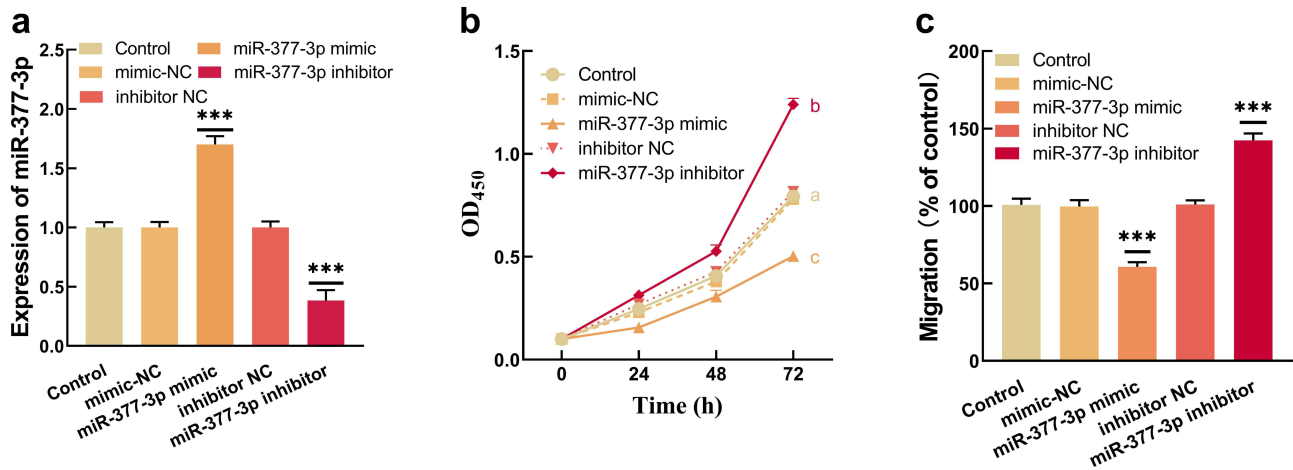 a
Expression of miR-377-3p
2.5
2.0
1.5
1.0
0.5
0.0
Control
mimic-NC
inhibitor NC
miR-377-3p mimic
miR-377-3p inhibitor
***
***
Control
mimic-NC
miR-377-3p mimic
inhibitor NC
miR-377-3p inhibitor
b
OD450
1.5
1.0
0.5
0.0
Control
mimic-NC
miR-377-3p mimic
inhibitor NC
miR-377-3p inhibitor
b
a
c
0 24 48 72
Time (h)
c
Migration (% of control)
200
150
100
50
0
Control
mimic-NC
miR-377-3p mimic
inhibitor NC
miR-377-3p inhibitor
***
***
Control
mimic-NC
miR-377-3p mimic
inhibitor NC
miR-377-3p inhibitor